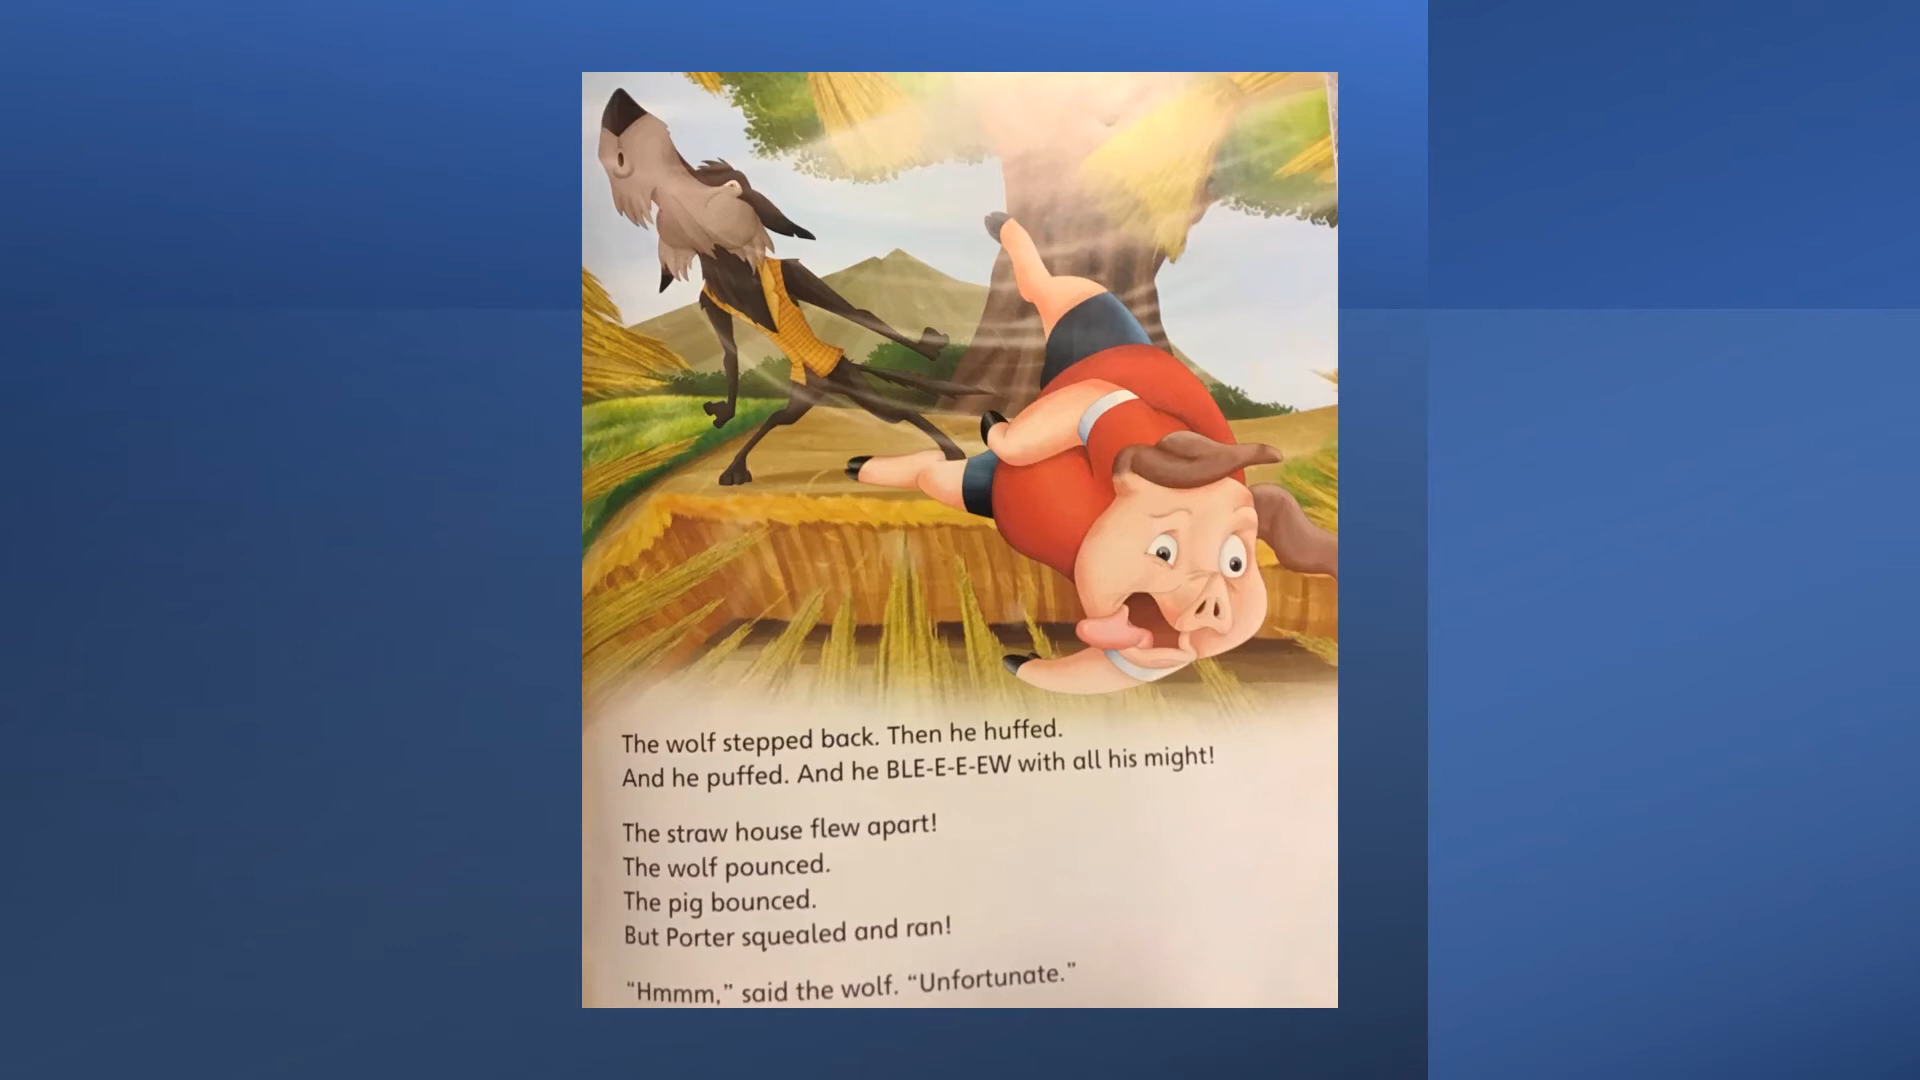 The wolf stepped back. Then he huffed.
And he puffed. And he BLE-E-E-EW with all his might!
The straw house flew apart!
The wolf pounced.
The pig bounced.
But Porter squealed and ran!
“Hmmm,” said the wolf. “Unfortunate.”